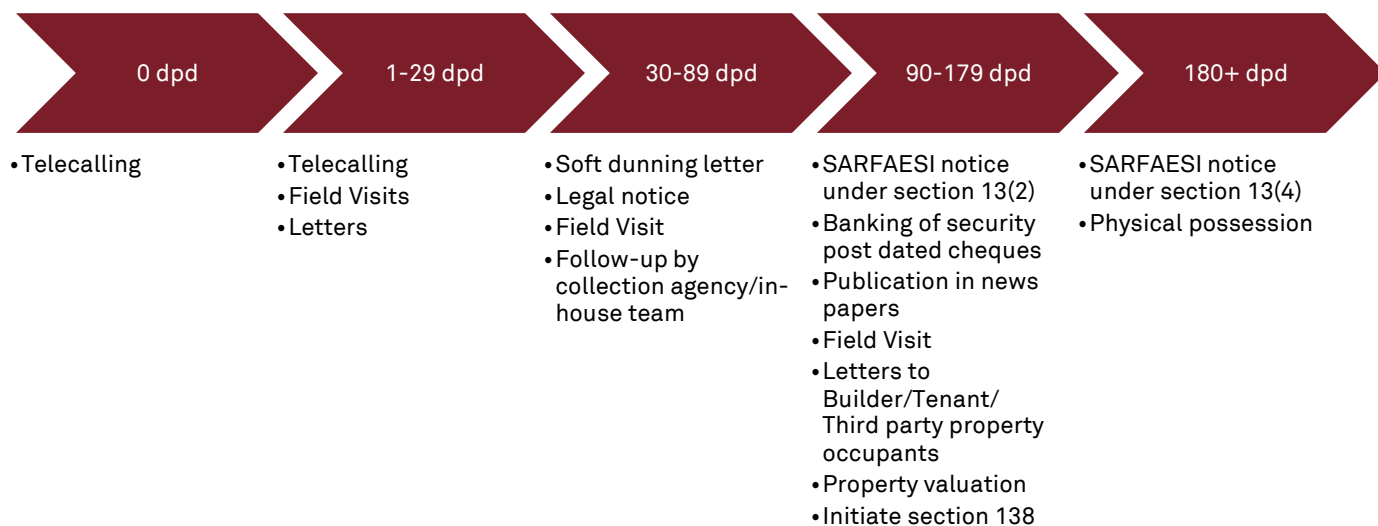 0 dpd
1-29 dpd
30-89 dpd
90-179 dpd
180+ dpd
•Telecalling
•Telecalling
•Field Visits
•Letters
•Soft dunning letter
•Legal notice
•Field Visit
•Follow-up by
collection agency/in-
house team
•SARFAESI notice
under section 13(2)
•Banking of security
post dated cheques
•Publication in news
papers
•Field Visit
•Letters to
Builder/Tenant/
Third party property
occupants
•Property valuation
•Initiate section 138
•SARFAESI notice
under section 13(4)
•Physical possession